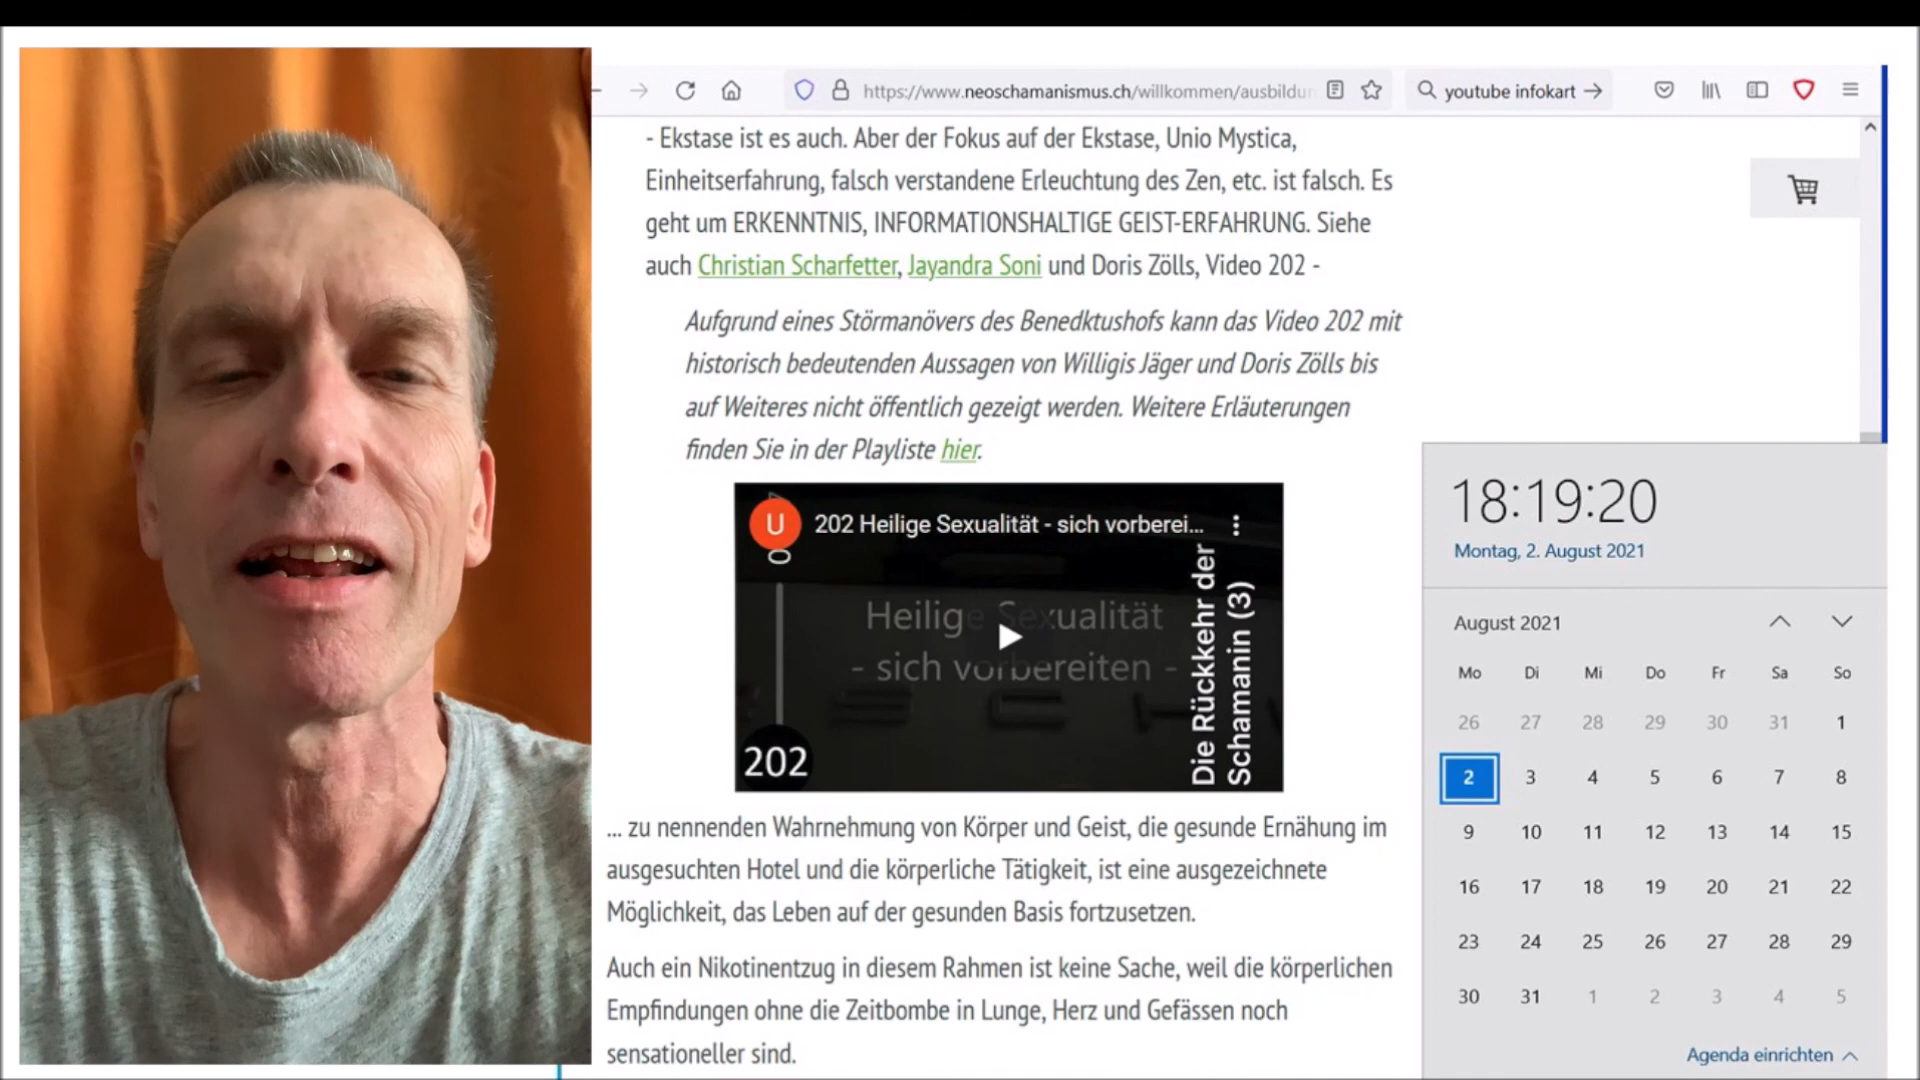 https://www.neoschamanismus.ch/willkommen/ausbildun
youtube infokart
- Ekstase ist es auch. Aber der Fokus auf der Ekstase, Unio Mystica,
Einheitserfahrung, falsch verstandene Erleuchtung des Zen, etc. ist falsch. Es
geht um ERKENNTNIS, INFORMATIONSHALTIGE GEIST-ERFAHRUNG. Siehe
auch Christian Scharfetter, Jayandra Soni und Doris Zölls, Video 202 -
Aufgrund eines Störmanövers des Benedktushofs kann das Video 202 mit
historisch bedeutenden Aussagen von Willigis Jäger und Doris Zölls bis
auf Weiteres nicht öffentlich gezeigt werden. Weitere Erläuterungen
finden Sie in der Playliste hier.
U
202 Heilige Sexualität - sich vorberei...
Heilige Sexualität
- sich vorbereiten -
Die Rückkehr der
Schamanin (3)
202
... zu nennenden Wahrnehmung von Körper und Geist, die gesunde Ernähung im
ausgesuchten Hotel und die körperliche Tätigkeit, ist eine ausgezeichnete
Möglichkeit, das Leben auf der gesunden Basis fortzusetzen.
Auch ein Nikotinentzug in diesem Rahmen ist keine Sache, weil die körperlichen
Empfindungen ohne die Zeitbombe in Lunge, Herz und Gefässen noch
sensationeller sind.
18:19:20
Montag, 2. August 2021
August 2021
Mo Di Mi Do Fr Sa So
26 27 28 29 30 31 1
2 3 4 5 6 7 8
9 10 11 12 13 14 15
16 17 18 19 20 21 22
23 24 25 26 27 28 29
30 31 1 2 3 4 5
Agenda einrichten